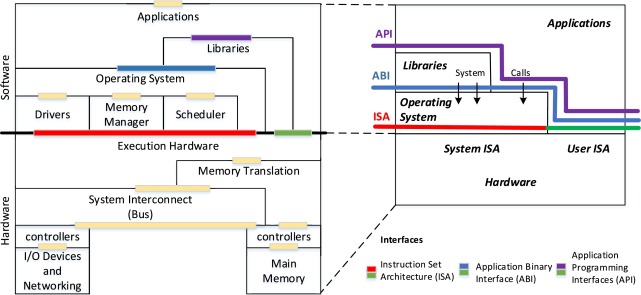 Applications
Libraries
Operating System
Software
Drivers
Memory
Manager
Scheduler
Execution Hardware
Memory Translation
Hardware
System Interconnect
(Bus)
controllers
controllers
I/O Devices
and
Networking
Main
Memory
Applications
API
Libraries
System
Calls
ABI
Operating
System
ISA
System ISA
User ISA
Hardware
Interfaces
Instruction Set
Architecture (ISA)
Application Binary
Interface (ABI)
Application
Programming
Interfaces (API)